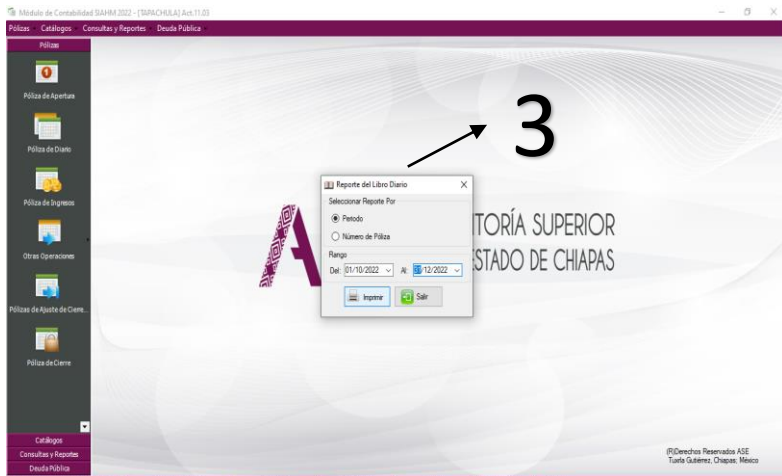 Módulo de Contabilidad SIAHM 2022 - [TAPACHULA] Act.11.03
Pólizas Catálogos Consultas y Reportes Deuda Pública
Pólizas
Póliza de Apertura
Póliza de Diario
Póliza de Ingresos
Otras Operaciones
Pólizas de Ajuste de Cierre...
Póliza de Cierre
Catálogos
Consultas y Reportes
Deuda Pública
3
Reporte del Libro Diario
Seleccionar Reporte Por
Periodo
Número de Póliza
Rango
Del: 01/10/2022 Al: 31/12/2022
Imprimir Salir
A
TORÍA SUPERIOR
STADO DE CHIAPAS
(R)Derechos Reservados ASE
Tuxtla Gutiérrez, Chiapas; México